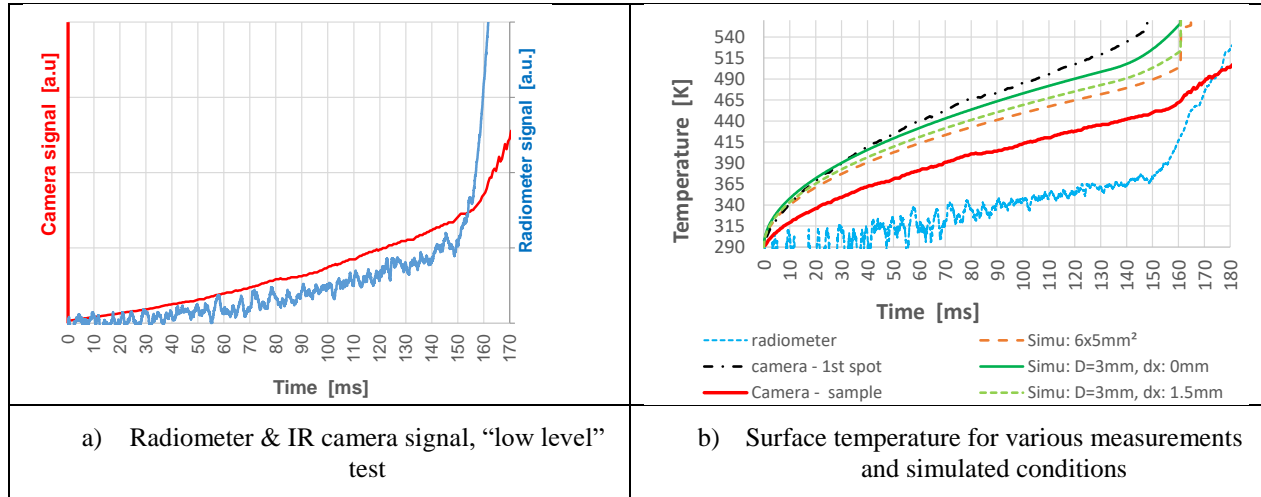 Camera signal [a.u]
Radiometer signal [a.u.]
0 10 20 30 40 50 60 70 80 90 100 110 120 130 140 150 160 170
Time [ms]
Temperature [K]
540
515
490
465
440
415
390
365
340
315
290
0 10 20 30 40 50 60 70 80 90 100 110 120 130 140 150 160 170 180
Time [ms]
radiometer
Simu: 6x5mm²
camera - 1st spot
Simu: D=3mm, dx: 0mm
Camera - sample
Simu: D=3mm, dx: 1.5mm
a) Radiometer & IR camera signal, “low level”
test
b) Surface temperature for various measurements
and simulated conditions